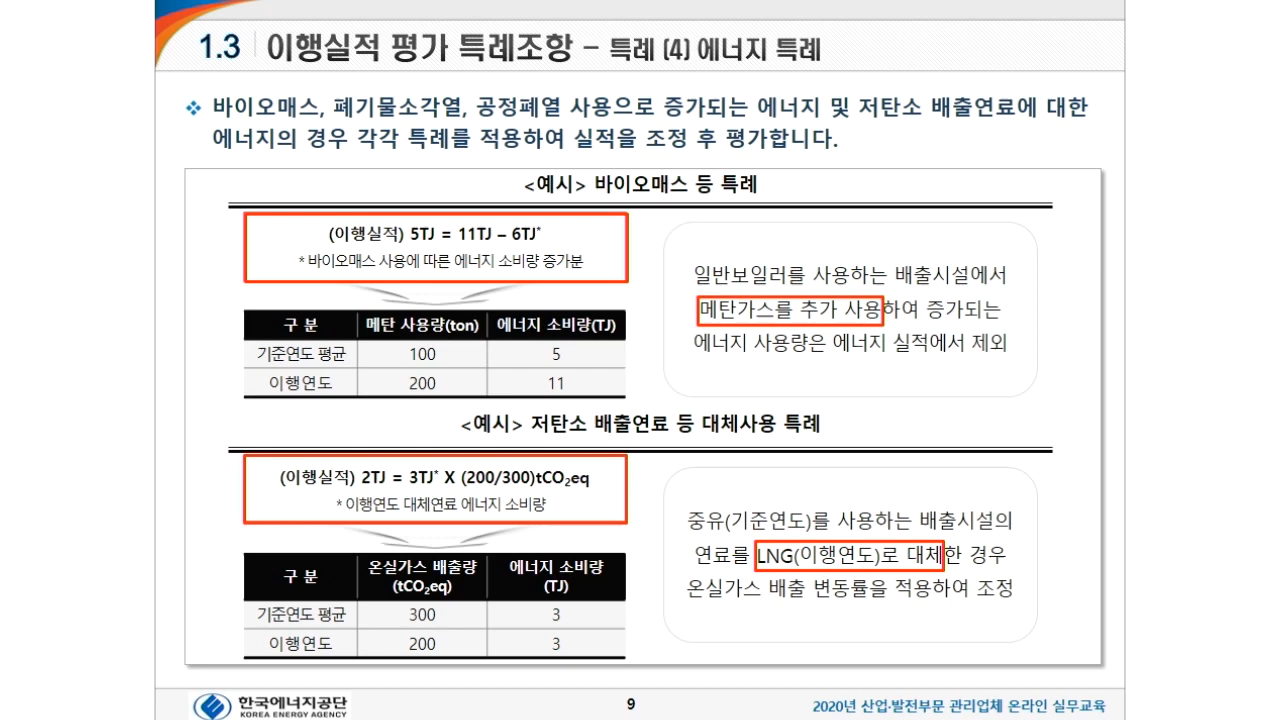 1.3 이행실적 평가 특례조항 – 특례 (4) 에너지 특례
❖ 바이오매스, 폐기물소각열, 공정폐열 사용으로 증가되는 에너지 및 저탄소 배출연료에 대한
에너지의 경우 각각 특례를 적용하여 실적을 조정 후 평가합니다.
<예시> 바이오매스 등 특례
(이행실적) 5TJ = 11TJ – 6TJ*
* 바이오매스 사용에 따른 에너지 소비량 증가분
구 분 메탄 사용량(ton) 에너지 소비량(TJ)
기준연도 평균 100 5
이행연도 200 11
일반보일러를 사용하는 배출시설에서
메탄가스를 추가 사용하여 증가되는
에너지 사용량은 에너지 실적에서 제외
<예시> 저탄소 배출연료 등 대체사용 특례
(이행실적) 2TJ = 3TJ* X (200/300)tCO₂eq
* 이행연도 대체연료 에너지 소비량
구 분 온실가스 배출량 (tCO₂eq) 에너지 소비량 (TJ)
기준연도 평균 300 3
이행연도 200 3
중유(기준연도)를 사용하는 배출시설의
연료를 LNG(이행연도)로 대체한 경우
온실가스 배출 변동률을 적용하여 조정
한국에너지공단
KOREA ENERGY AGENCY
9
2020년 산업·발전부문 관리업체 온라인 실무교육